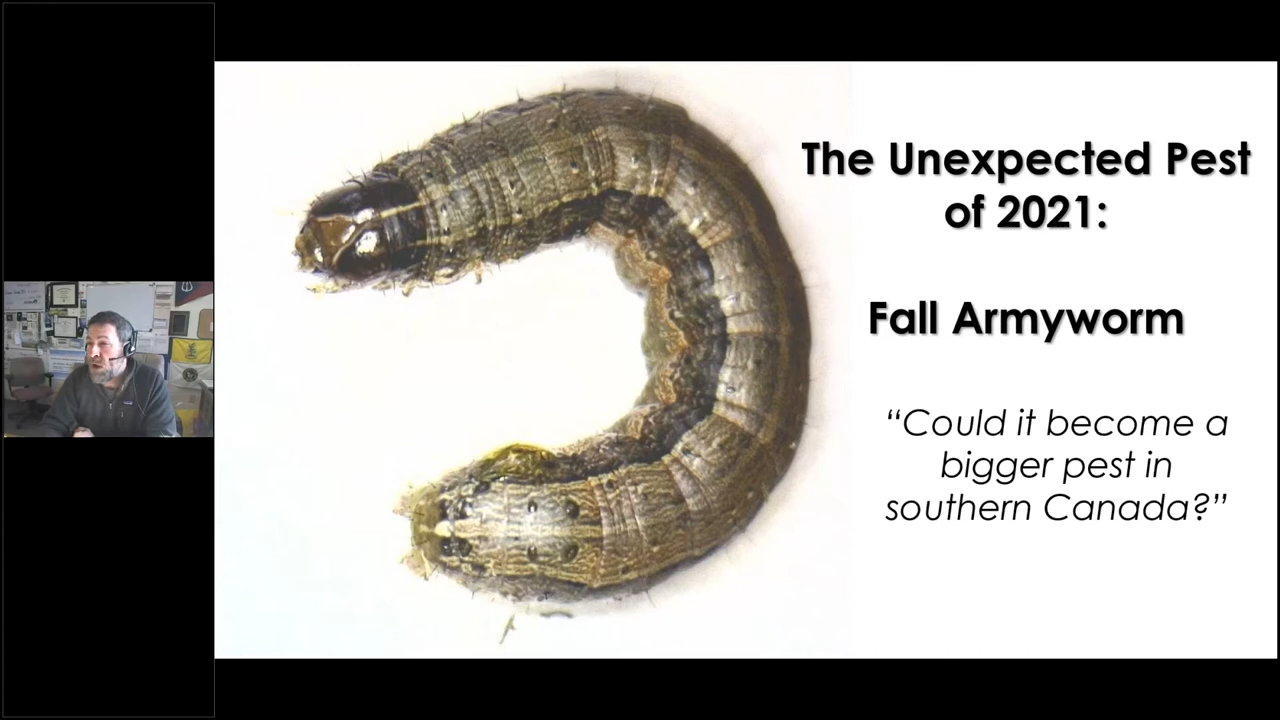 The Unexpected Pest
of 2021:
Fall Armyworm
“Could it become a
bigger pest in
southern Canada?”